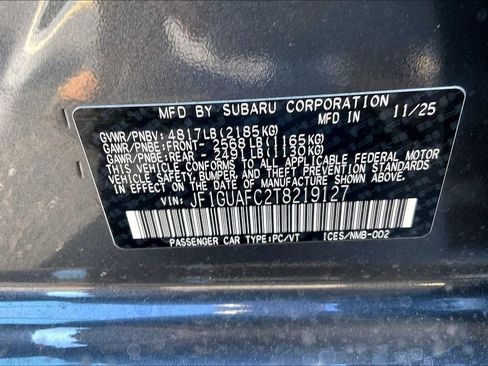 MFD BY SUBARU CORPORATION IN 11/25
GVWR/PNBV: 4817LB(2185KG)
GAWR/PNBE:FRONT- 2568LB(1165KG)
GAWR/PNBE:REAR - 2491LB(1130KG)
THIS VEHICLE CONFORMS TO ALL APPLICABLE FEDERAL MOTOR
VEHICLE SAFETY, BUMPER AND THEFT PREVENTION STANDARDS
IN EFFECT ON THE DATE OF MANUFACTURE SHOWN ABOVE.
VIN: JF1GUAFC2T8219127
PASSENGER CAR TYPE:PC/VT ICES/NMB-002